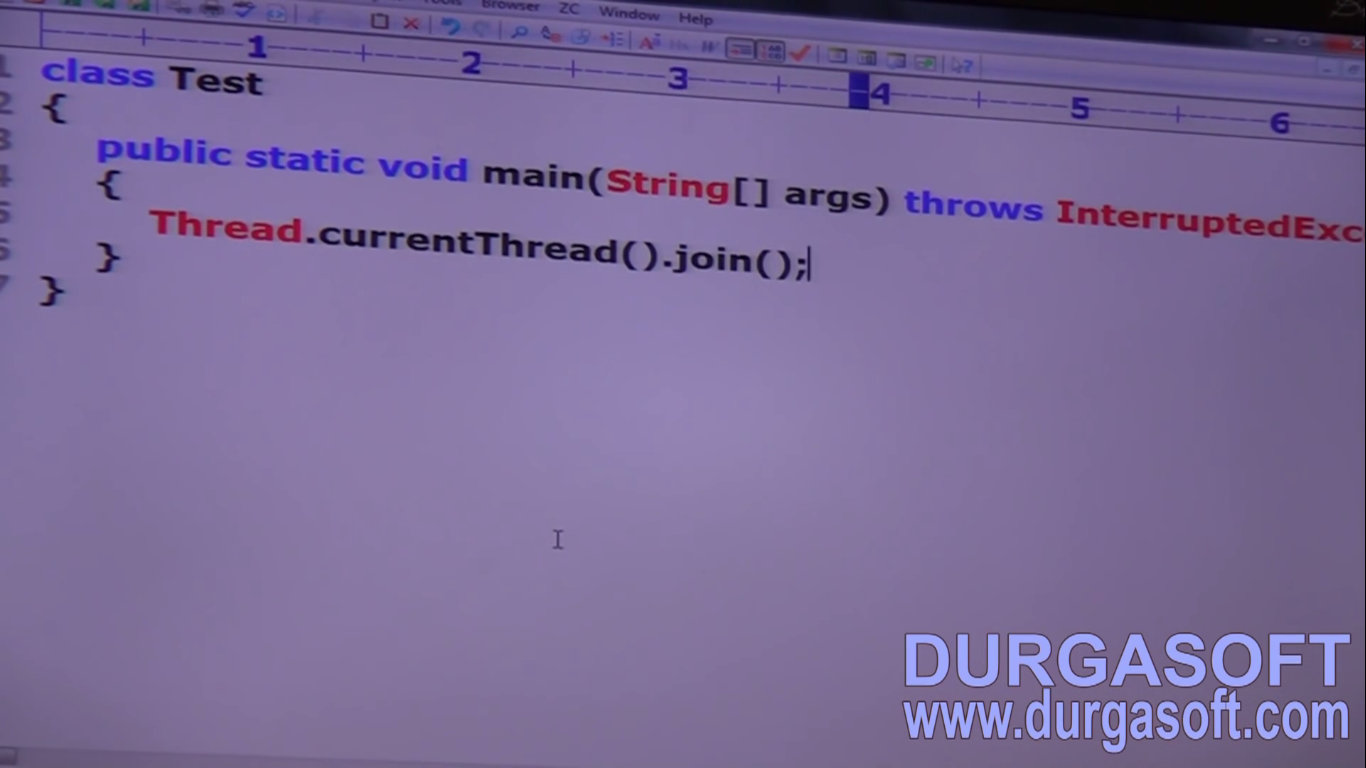 Browser ZC Window Help
1 2 3 4 5 6
1 class Test
2 {
3 public static void main(String[] args) throws InterruptedExc
4 {
5 Thread.currentThread().join();
6 }
7 }
DURGASOFT
www.durgasoft.com